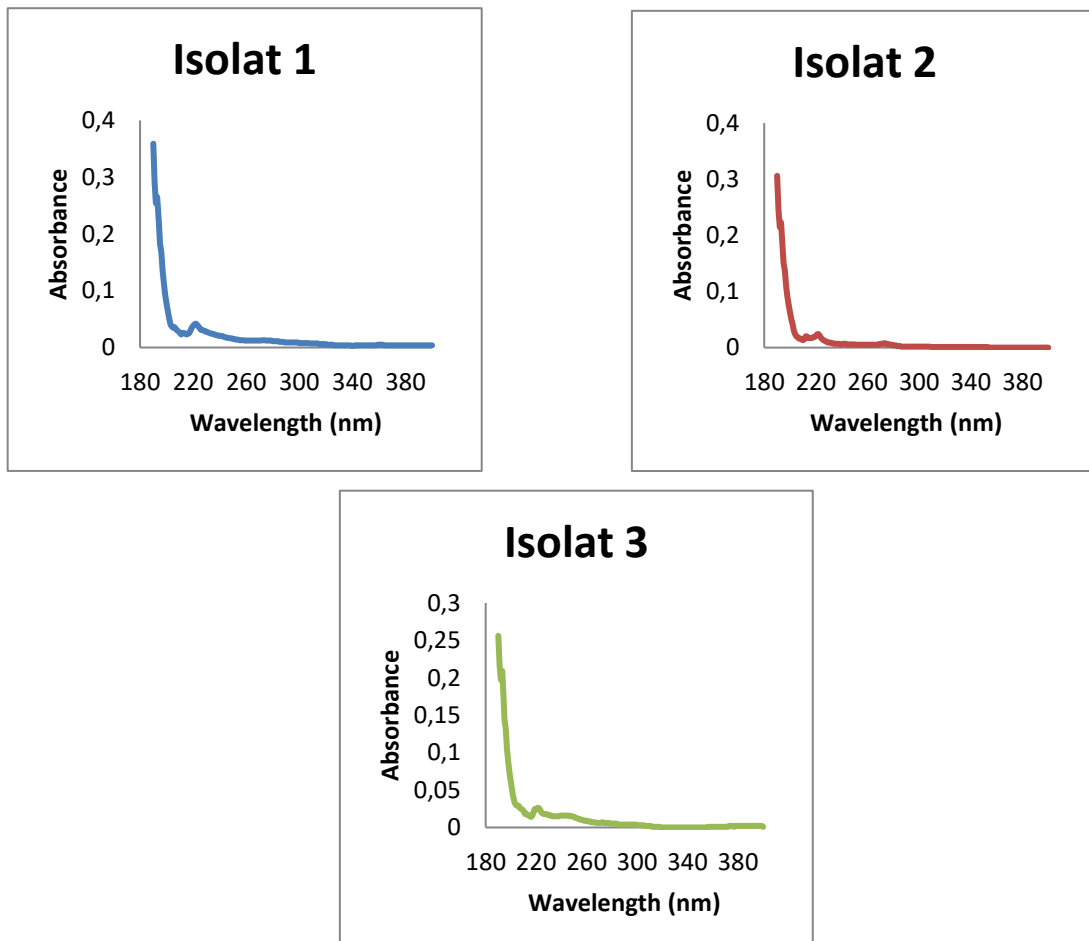 Isolat 1
0,4
0,3
0,2
0,1
0
180 220 260 300 340 380
Absorbance
Wavelength (nm)
Isolat 2
0,4
0,3
0,2
0,1
0
180 220 260 300 340 380
Absorbance
Wavelength (nm)
Isolat 3
0,3
0,25
0,2
0,15
0,1
0,05
0
180 220 260 300 340 380
Absorbance
Wavelength (nm)